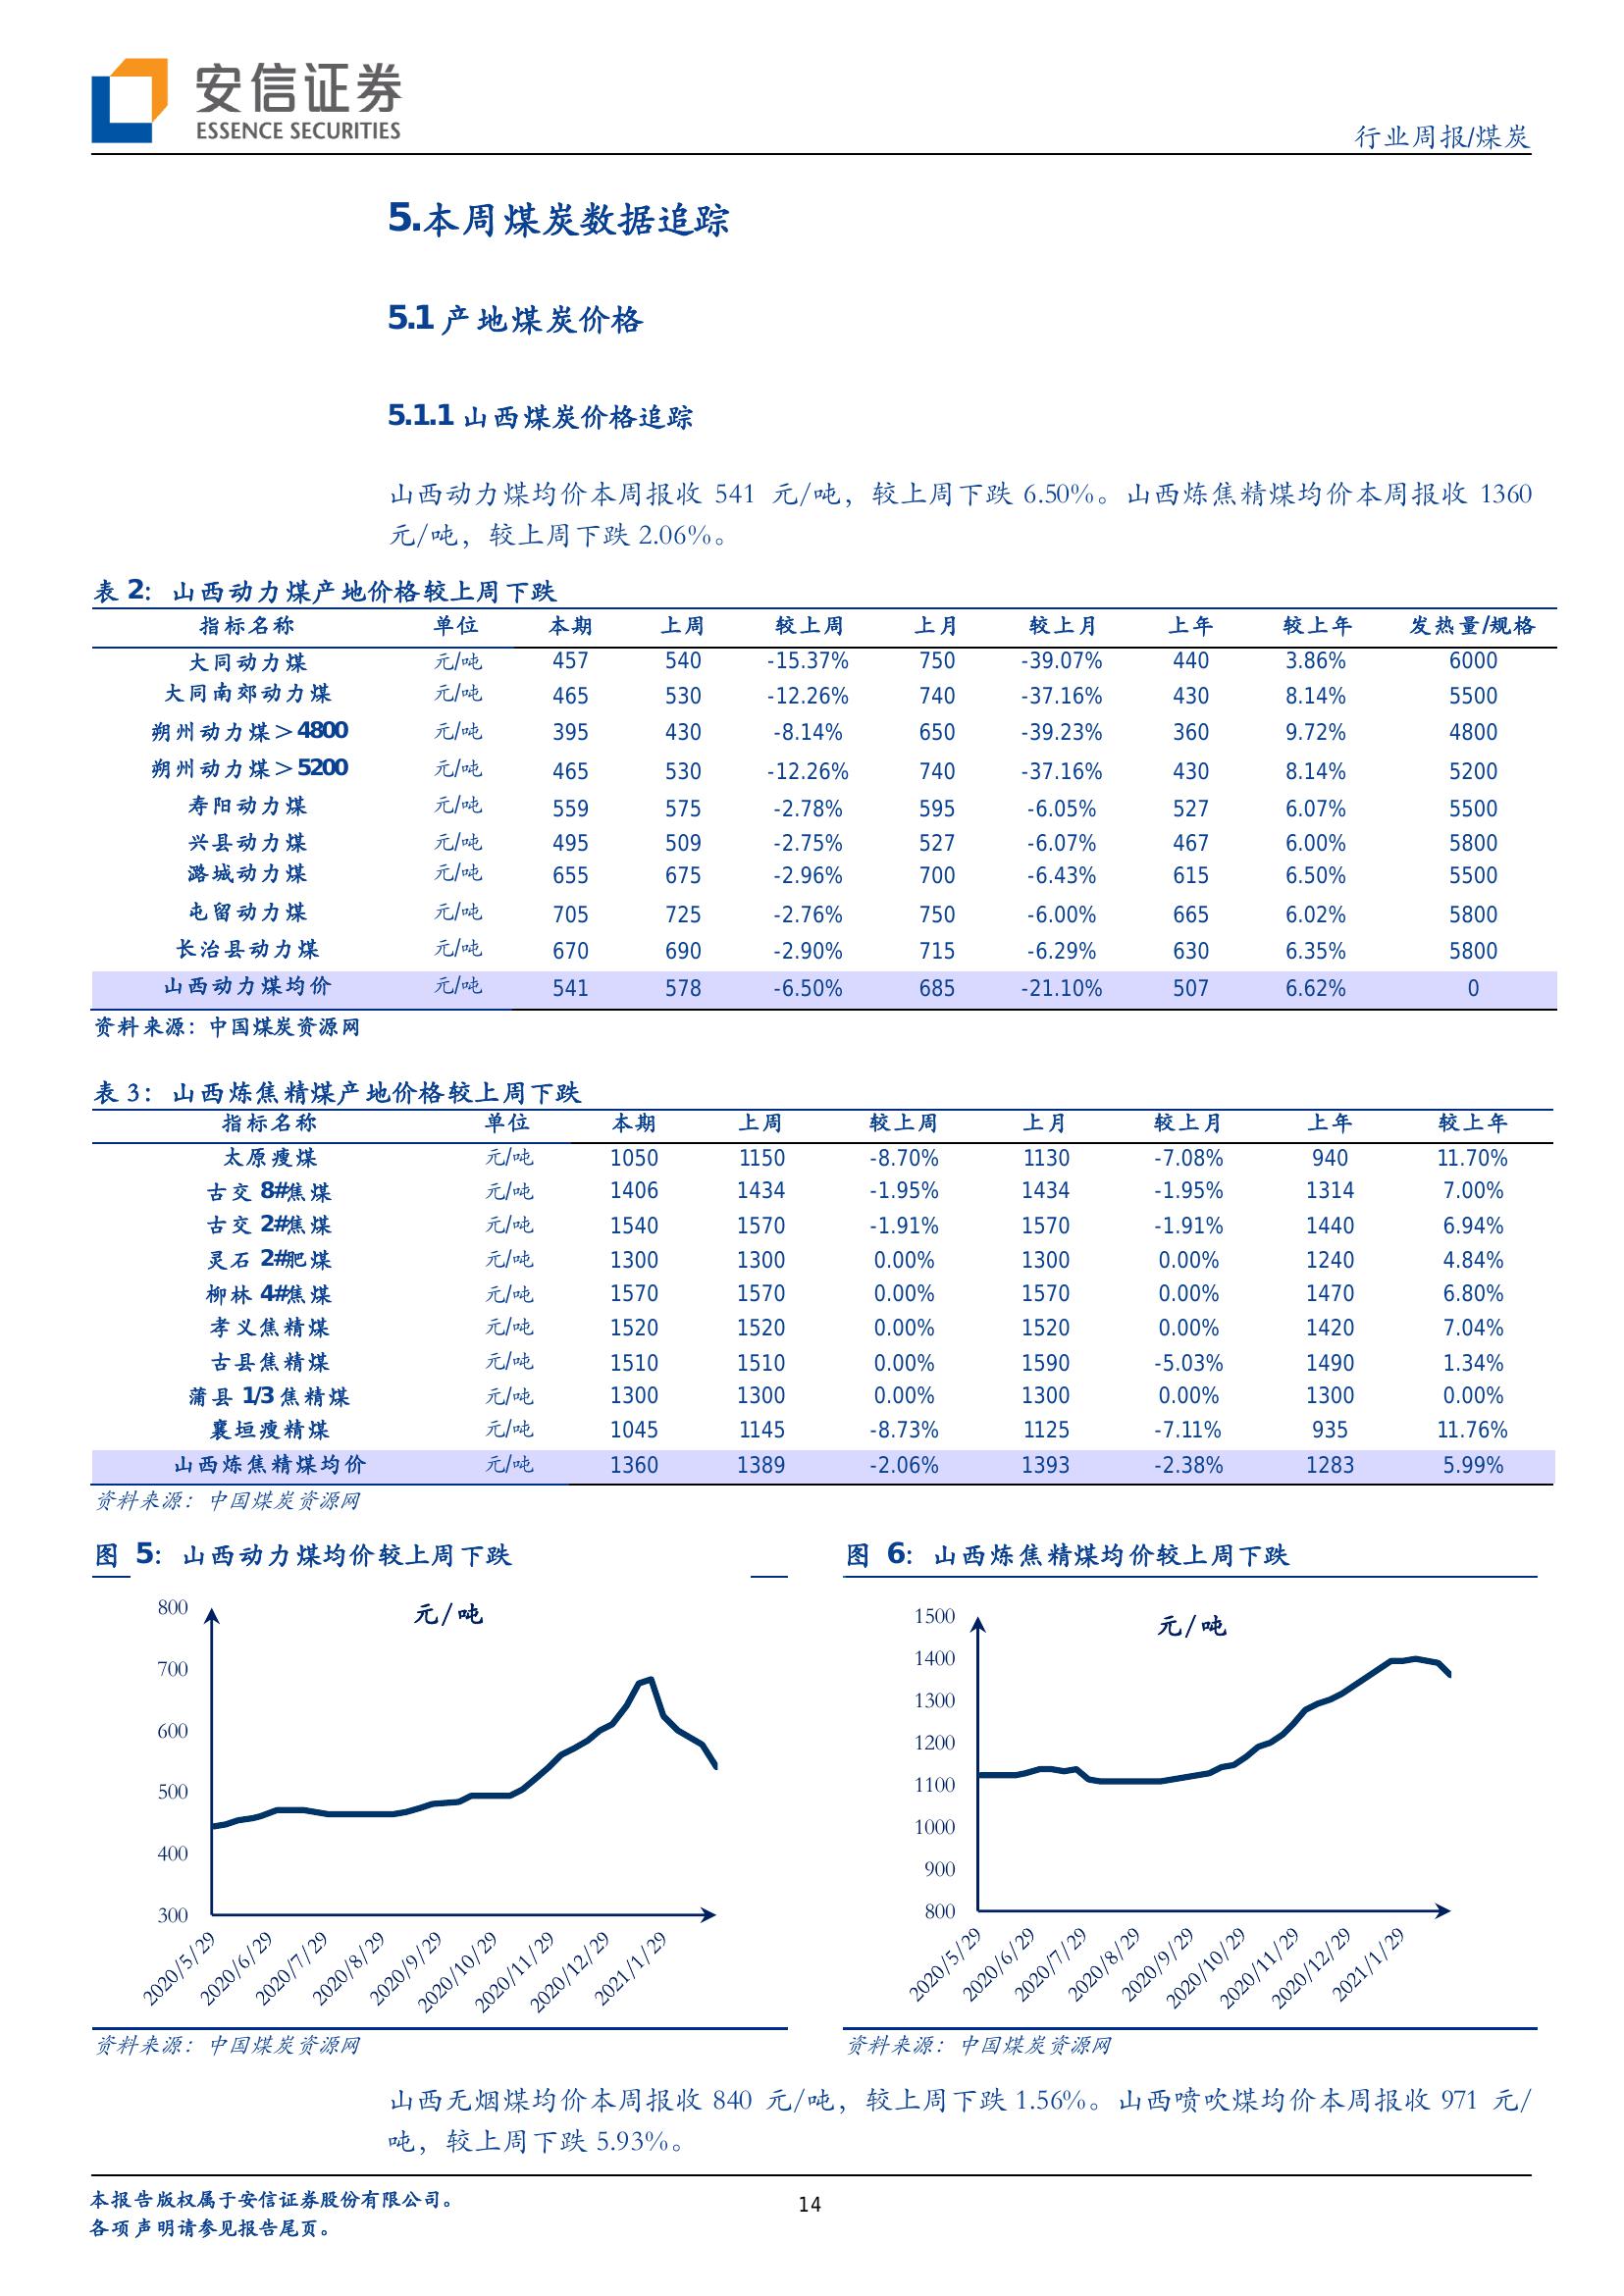 安信证券
ESSENCE SECURITIES
行业周报/煤炭
5.本周煤炭数据追踪
5.1 产地煤炭价格
5.1.1 山西煤炭价格追踪
山西动力煤均价本周报收 541 元/吨，较上周下跌 6.50%。山西炼焦精煤均价本周报收 1360
元/吨，较上周下跌 2.06%。
表 2：山西动力煤产地价格较上周下跌
指标名称 单位 本期 上周 较上周 上月 较上月 上年 较上年 发热量/规格
大同动力煤 元/吨 457 540 -15.37% 750 -39.07% 440 3.86% 6000
大同南郊动力煤 元/吨 465 530 -12.26% 740 -37.16% 430 8.14% 5500
朔州动力煤＞4800 元/吨 395 430 -8.14% 650 -39.23% 360 9.72% 4800
朔州动力煤＞5200 元/吨 465 530 -12.26% 740 -37.16% 430 8.14% 5200
寿阳动力煤 元/吨 559 575 -2.78% 595 -6.05% 527 6.07% 5500
兴县动力煤 元/吨 495 509 -2.75% 527 -6.07% 467 6.00% 5800
潞城动力煤 元/吨 655 675 -2.96% 700 -6.43% 615 6.50% 5500
屯留动力煤 元/吨 705 725 -2.76% 750 -6.00% 665 6.02% 5800
长治县动力煤 元/吨 670 690 -2.90% 715 -6.29% 630 6.35% 5800
山西动力煤均价 元/吨 541 578 -6.50% 685 -21.10% 507 6.62% 0
资料来源：中国煤炭资源网
表 3：山西炼焦精煤产地价格较上周下跌
指标名称 单位 本期 上周 较上周 上月 较上月 上年 较上年
太原瘦煤 元/吨 1050 1150 -8.70% 1130 -7.08% 940 11.70%
古交 8#焦煤 元/吨 1406 1434 -1.95% 1434 -1.95% 1314 7.00%
古交 2#焦煤 元/吨 1540 1570 -1.91% 1570 -1.91% 1440 6.94%
灵石 2#肥煤 元/吨 1300 1300 0.00% 1300 0.00% 1240 4.84%
柳林 4#焦煤 元/吨 1570 1570 0.00% 1570 0.00% 1470 6.80%
孝义焦精煤 元/吨 1520 1520 0.00% 1520 0.00% 1420 7.04%
古县焦精煤 元/吨 1510 1510 0.00% 1590 -5.03% 1490 1.34%
蒲县 1/3 焦精煤 元/吨 1300 1300 0.00% 1300 0.00% 1300 0.00%
襄垣瘦精煤 元/吨 1045 1145 -8.73% 1125 -7.11% 935 11.76%
山西炼焦精煤均价 元/吨 1360 1389 -2.06% 1393 -2.38% 1283 5.99%
资料来源：中国煤炭资源网
图 5：山西动力煤均价较上周下跌
元/吨
800
700
600
500
400
300
2020/5/29 2020/6/29 2020/7/29 2020/8/29 2020/9/29 2020/10/29 2020/11/29 2020/12/29 2021/1/29
资料来源：中国煤炭资源网
图 6：山西炼焦精煤均价较上周下跌
元/吨
1500
1400
1300
1200
1100
1000
900
800
2020/5/29 2020/6/29 2020/7/29 2020/8/29 2020/9/29 2020/10/29 2020/11/29 2020/12/29 2021/1/29
资料来源：中国煤炭资源网
山西无烟煤均价本周报收 840 元/吨，较上周下跌 1.56%。山西喷吹煤均价本周报收 971 元/
吨，较上周下跌 5.93%。
本报告版权属于安信证券股份有限公司。
各项声明请参见报告尾页。
14